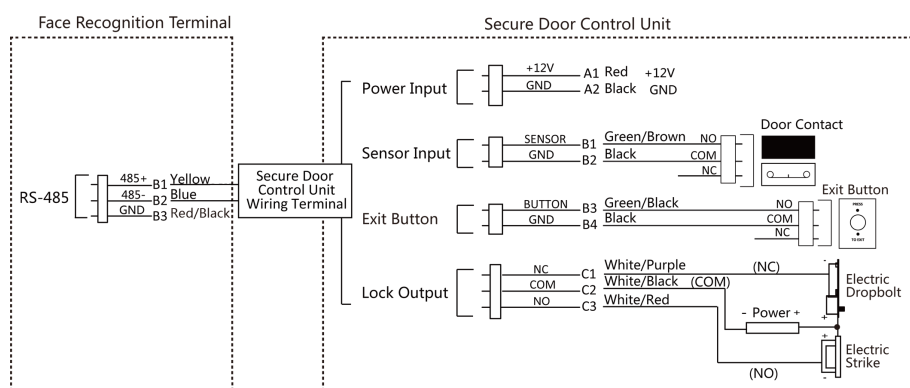 Face Recognition Terminal
Secure Door Control Unit
RS-485
485+ B1 Yellow
485- B2 Blue
GND B3 Red/Black
Secure Door
Control Unit
Wiring Terminal
Power Input
+12V A1 Red +12V
GND A2 Black GND
Sensor Input
SENSOR B1 Green/Brown NO
GND B2 Black COM
NC
Door Contact
Exit Button
BUTTON B3 Green/Black NO
GND B4 Black COM
NC
Exit Button
PRESS
TO EXIT
Lock Output
NC C1 White/Purple (NC)
COM C2 White/Black (COM)
NO C3 White/Red
- Power +
(NO)
-
Electric
Dropbolt
+
+
Electric
Strike
-